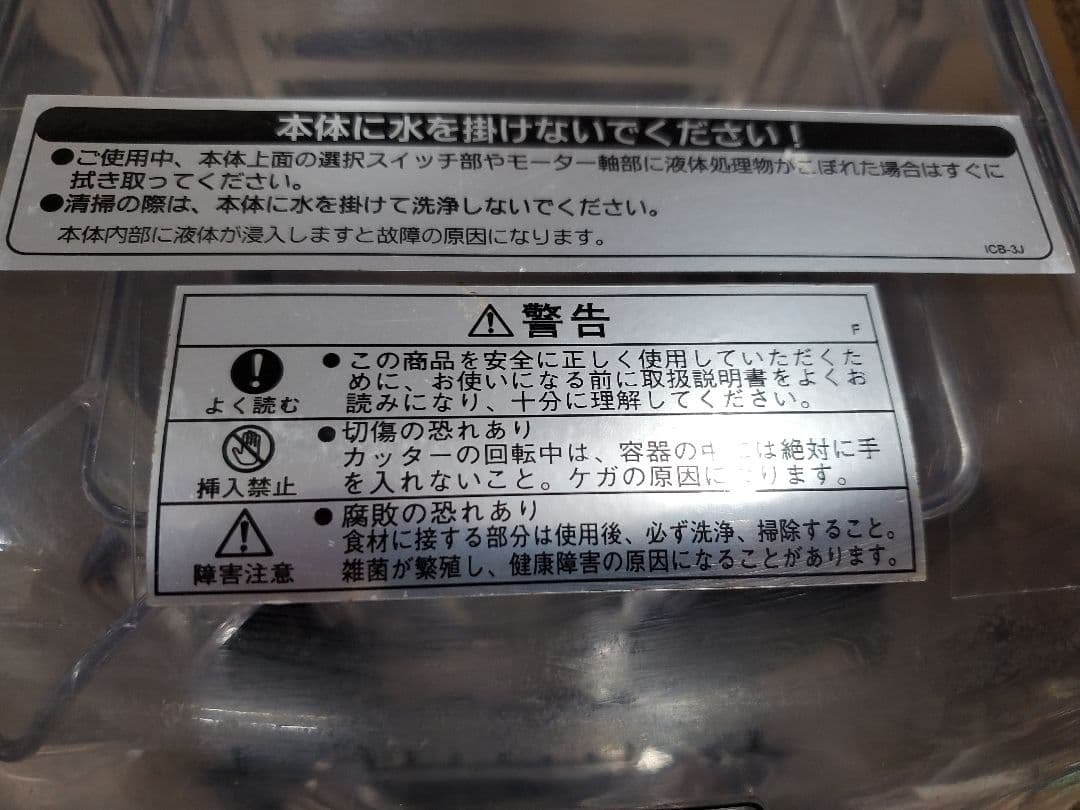 本体に水を掛けないでください!
●ご使用中、本体上面の選択スイッチ部やモーター軸部に液体処理物がこぼれた場合はすぐに
拭き取ってください。
●清掃の際は、本体に水を掛けて洗浄しないでください。
本体内部に液体が浸入しますと故障の原因になります。
ICB-3J
警告
F
よく読む
●この商品を安全に正しく使用していただくた
めに、お使いになる前に取扱説明書をよくお
読みになり、十分に理解してください。
挿入禁止
●切傷の恐れあり
カッターの回転中は、容器の中には絶対に手
を入れないこと。ケガの原因になります。
障害注意
●腐敗の恐れあり
食材に接する部分は使用後、必ず洗浄、掃除すること。
雑菌が繁殖し、健康障害の原因になることがあります。